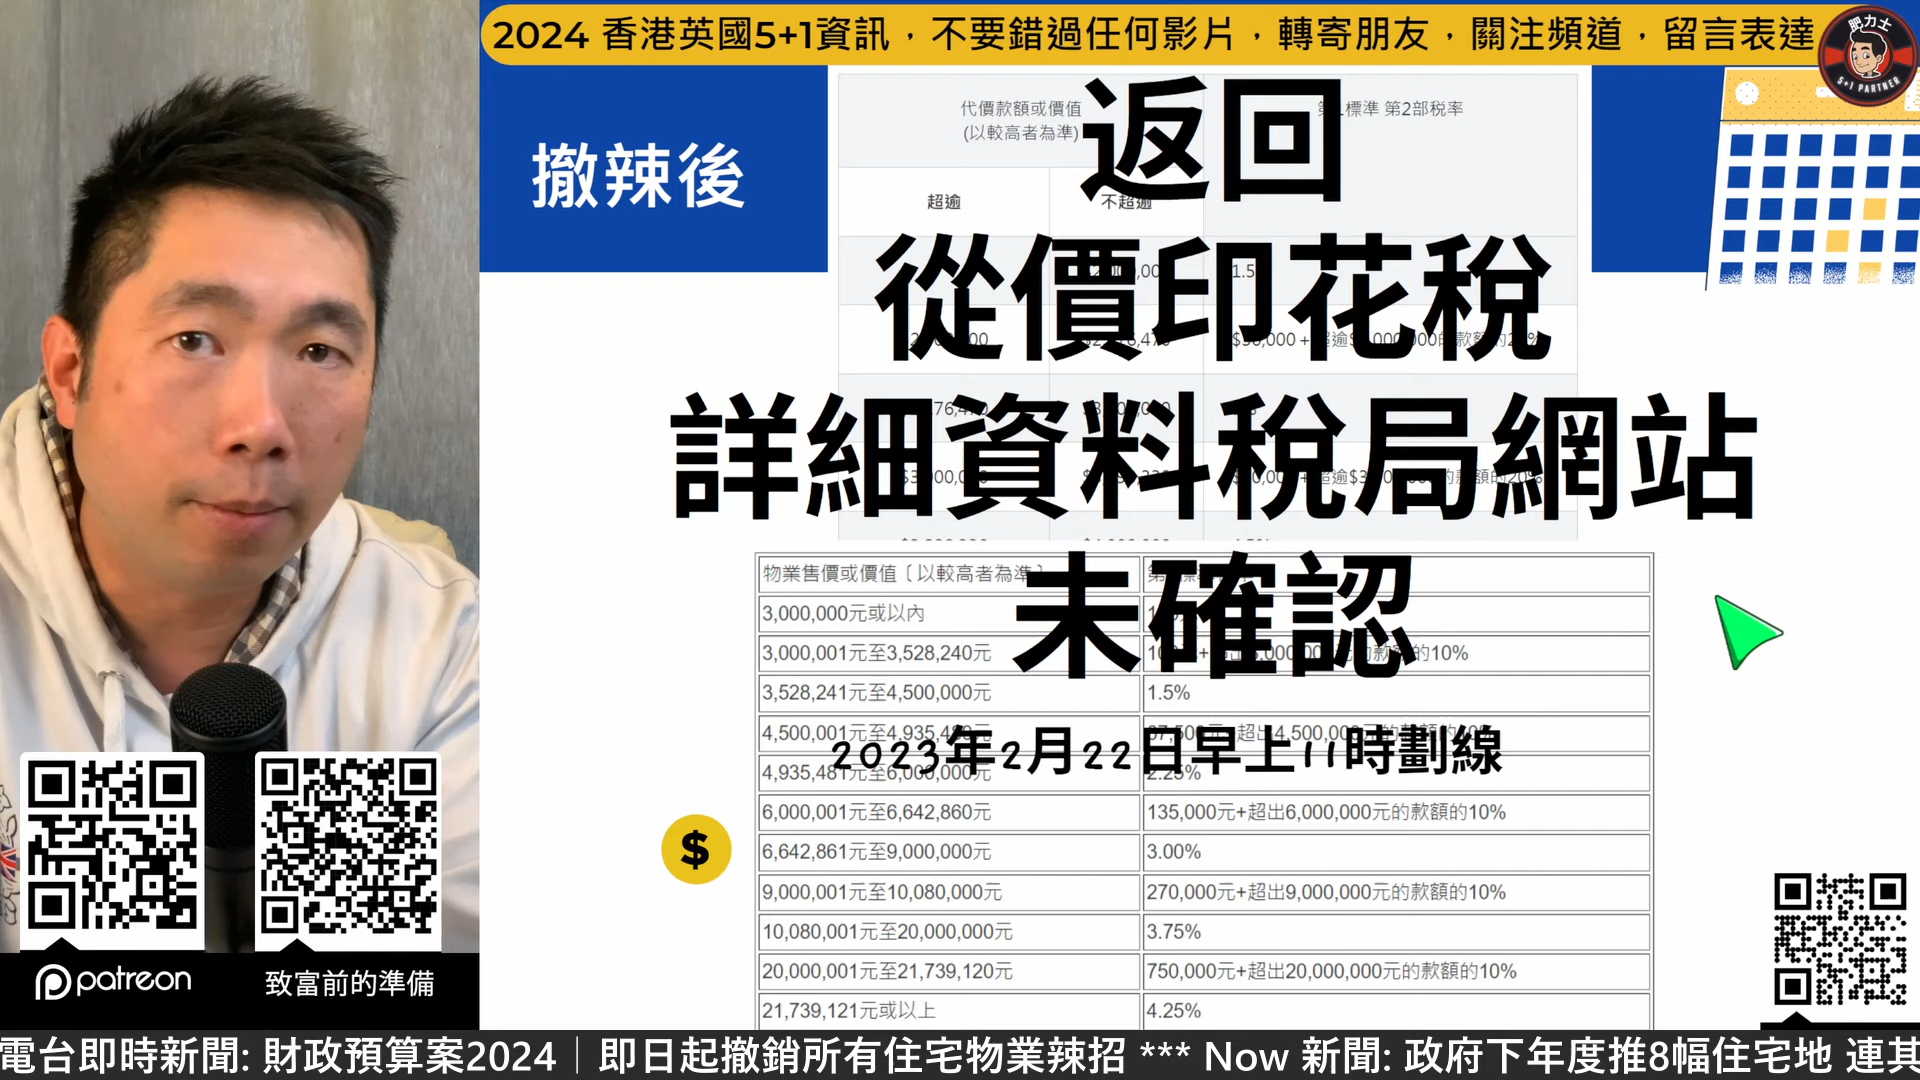 2024 香港英國5+1資訊，不要錯過任何影片，轉寄朋友，關注頻道，留言表達
肥力士
5+1 PARTNER
撤辣後
代價款額或價值
(以較高者為準)
標準 第2部税率
超逾
不超逾
返回
從價印花稅
詳細資料稅局網站
未確認
2023年2月22日早上11時劃線
物業售價或價值〔以較高者為準〕
3,000,000元或以內
3,000,001元至3,528,240元
的10%
3,528,241元至4,500,000元
1.5%
4,500,001元至4,935,480元
4,935,481元至6,000,000元
2.25%
6,000,001元至6,642,860元
135,000元+超出6,000,000元的款額的10%
6,642,861元至9,000,000元
3.00%
9,000,001元至10,080,000元
270,000元+超出9,000,000元的款額的10%
10,080,001元至20,000,000元
3.75%
20,000,001元至21,739,120元
750,000元+超出20,000,000元的款額的10%
21,739,121元或以上
4.25%
$
patreon
致富前的準備
電台即時新聞: 財政預算案2024｜即日起撤銷所有住宅物業辣招 *** Now 新聞: 政府下年度推8幅住宅地 連其